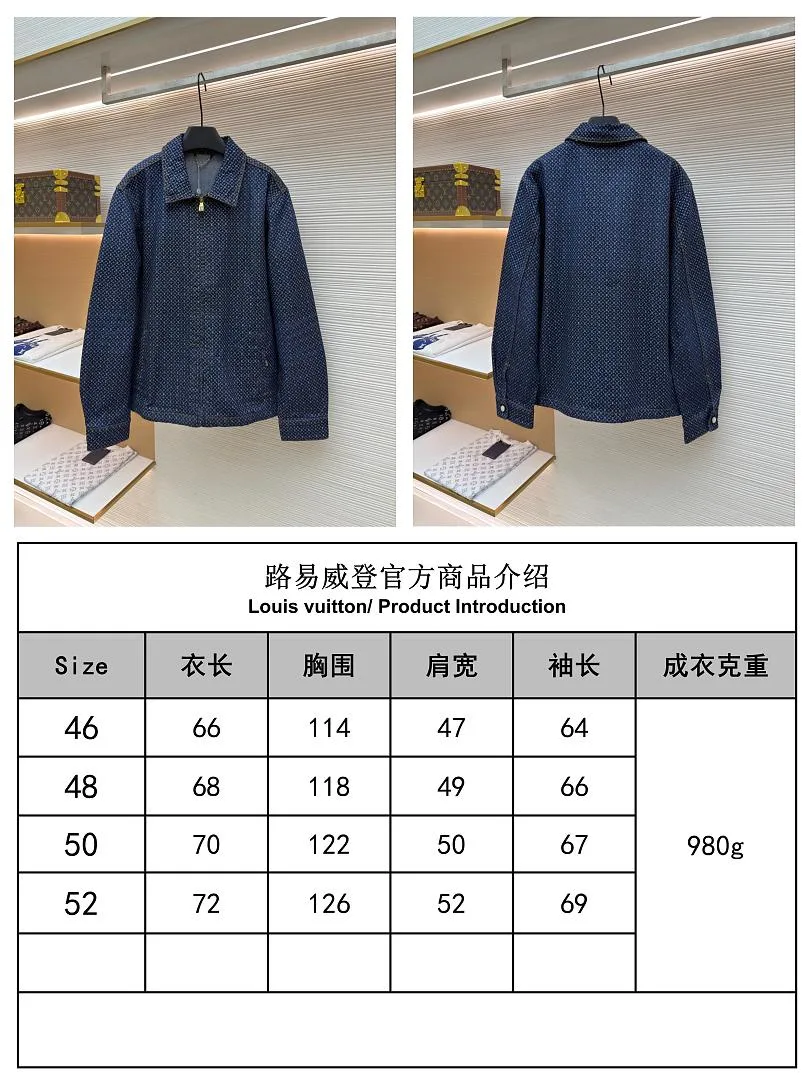 路易威登官方商品介绍
Louis vuitton/ Product Introduction
Size 衣长 胸围 肩宽 袖长 成衣克重
46 66 114 47 64
48 68 118 49 66
50 70 122 50 67 980g
52 72 126 52 69